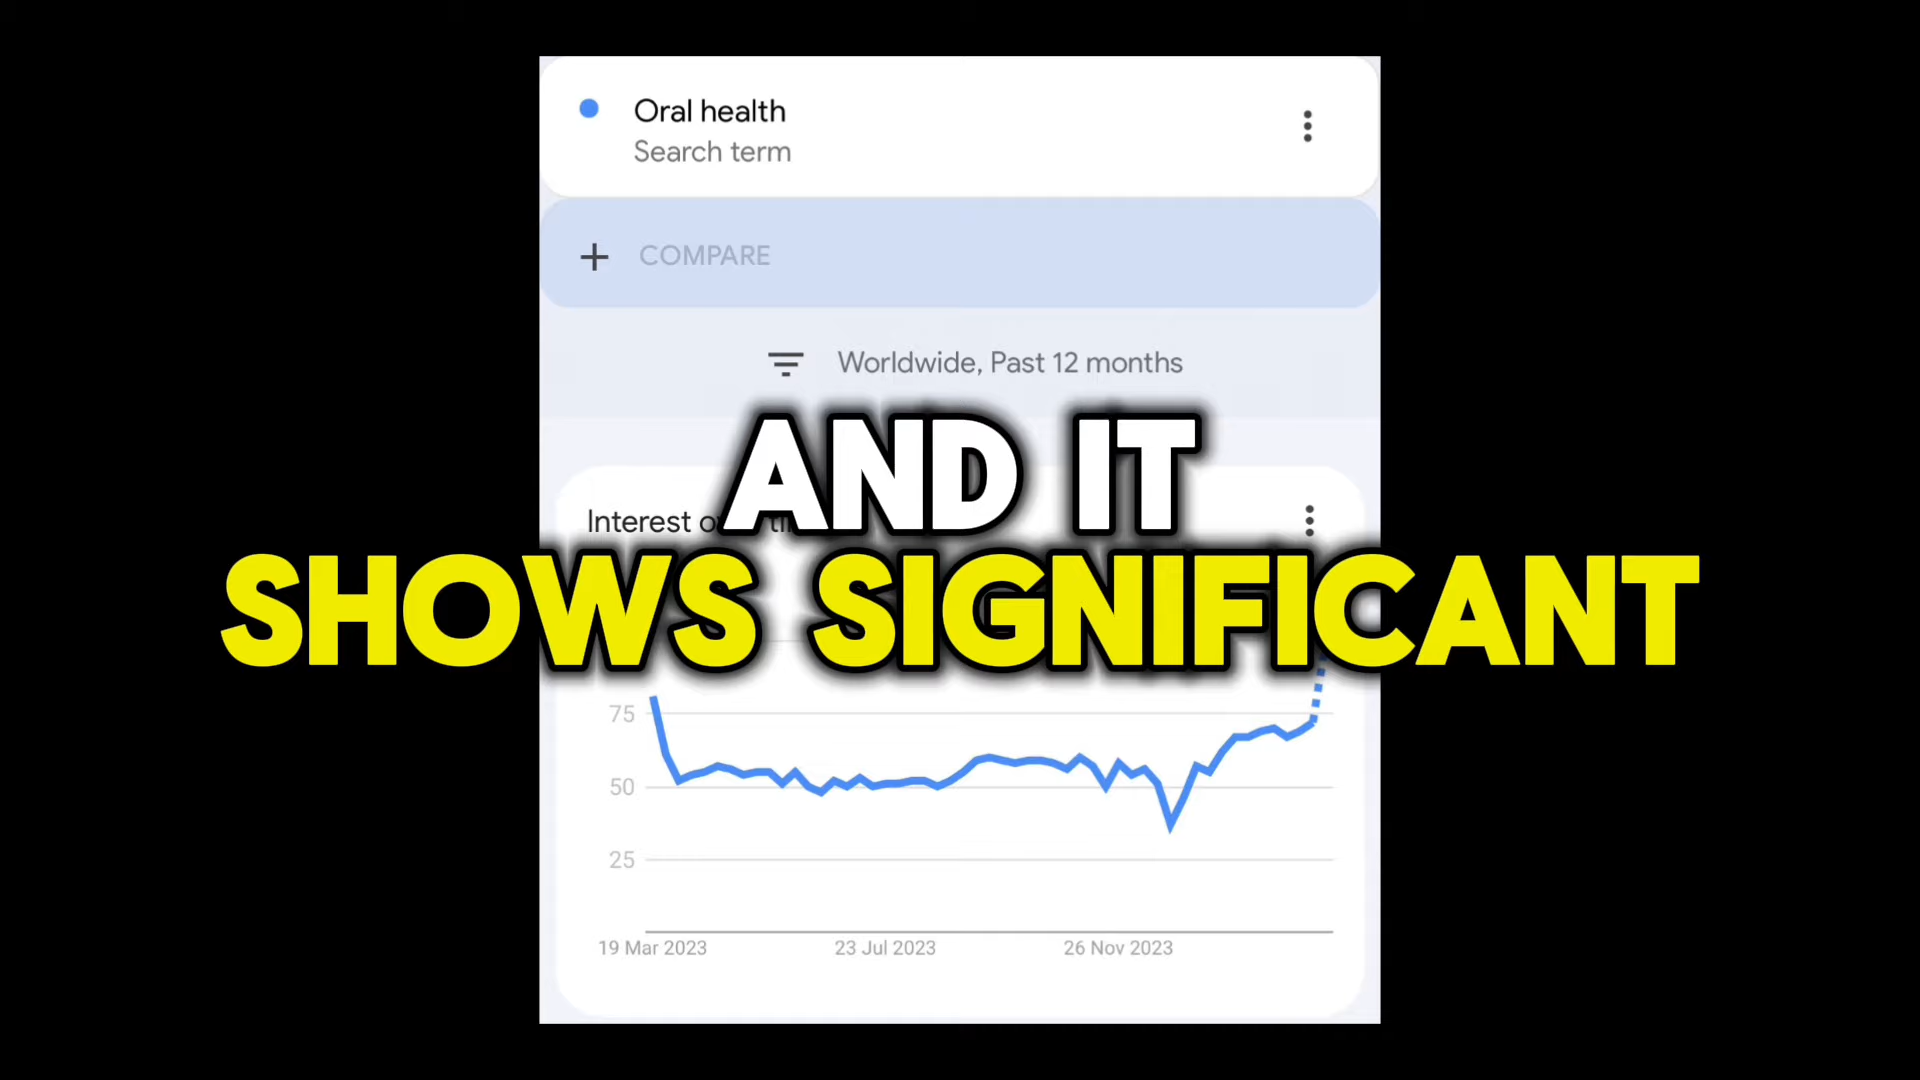 Oral health
Search term
COMPARE
Worldwide, Past 12 months
AND IT
Interest
SHOWS SIGNIFICANT
75
50
25
19 Mar 2023 23 Jul 2023 26 Nov 2023